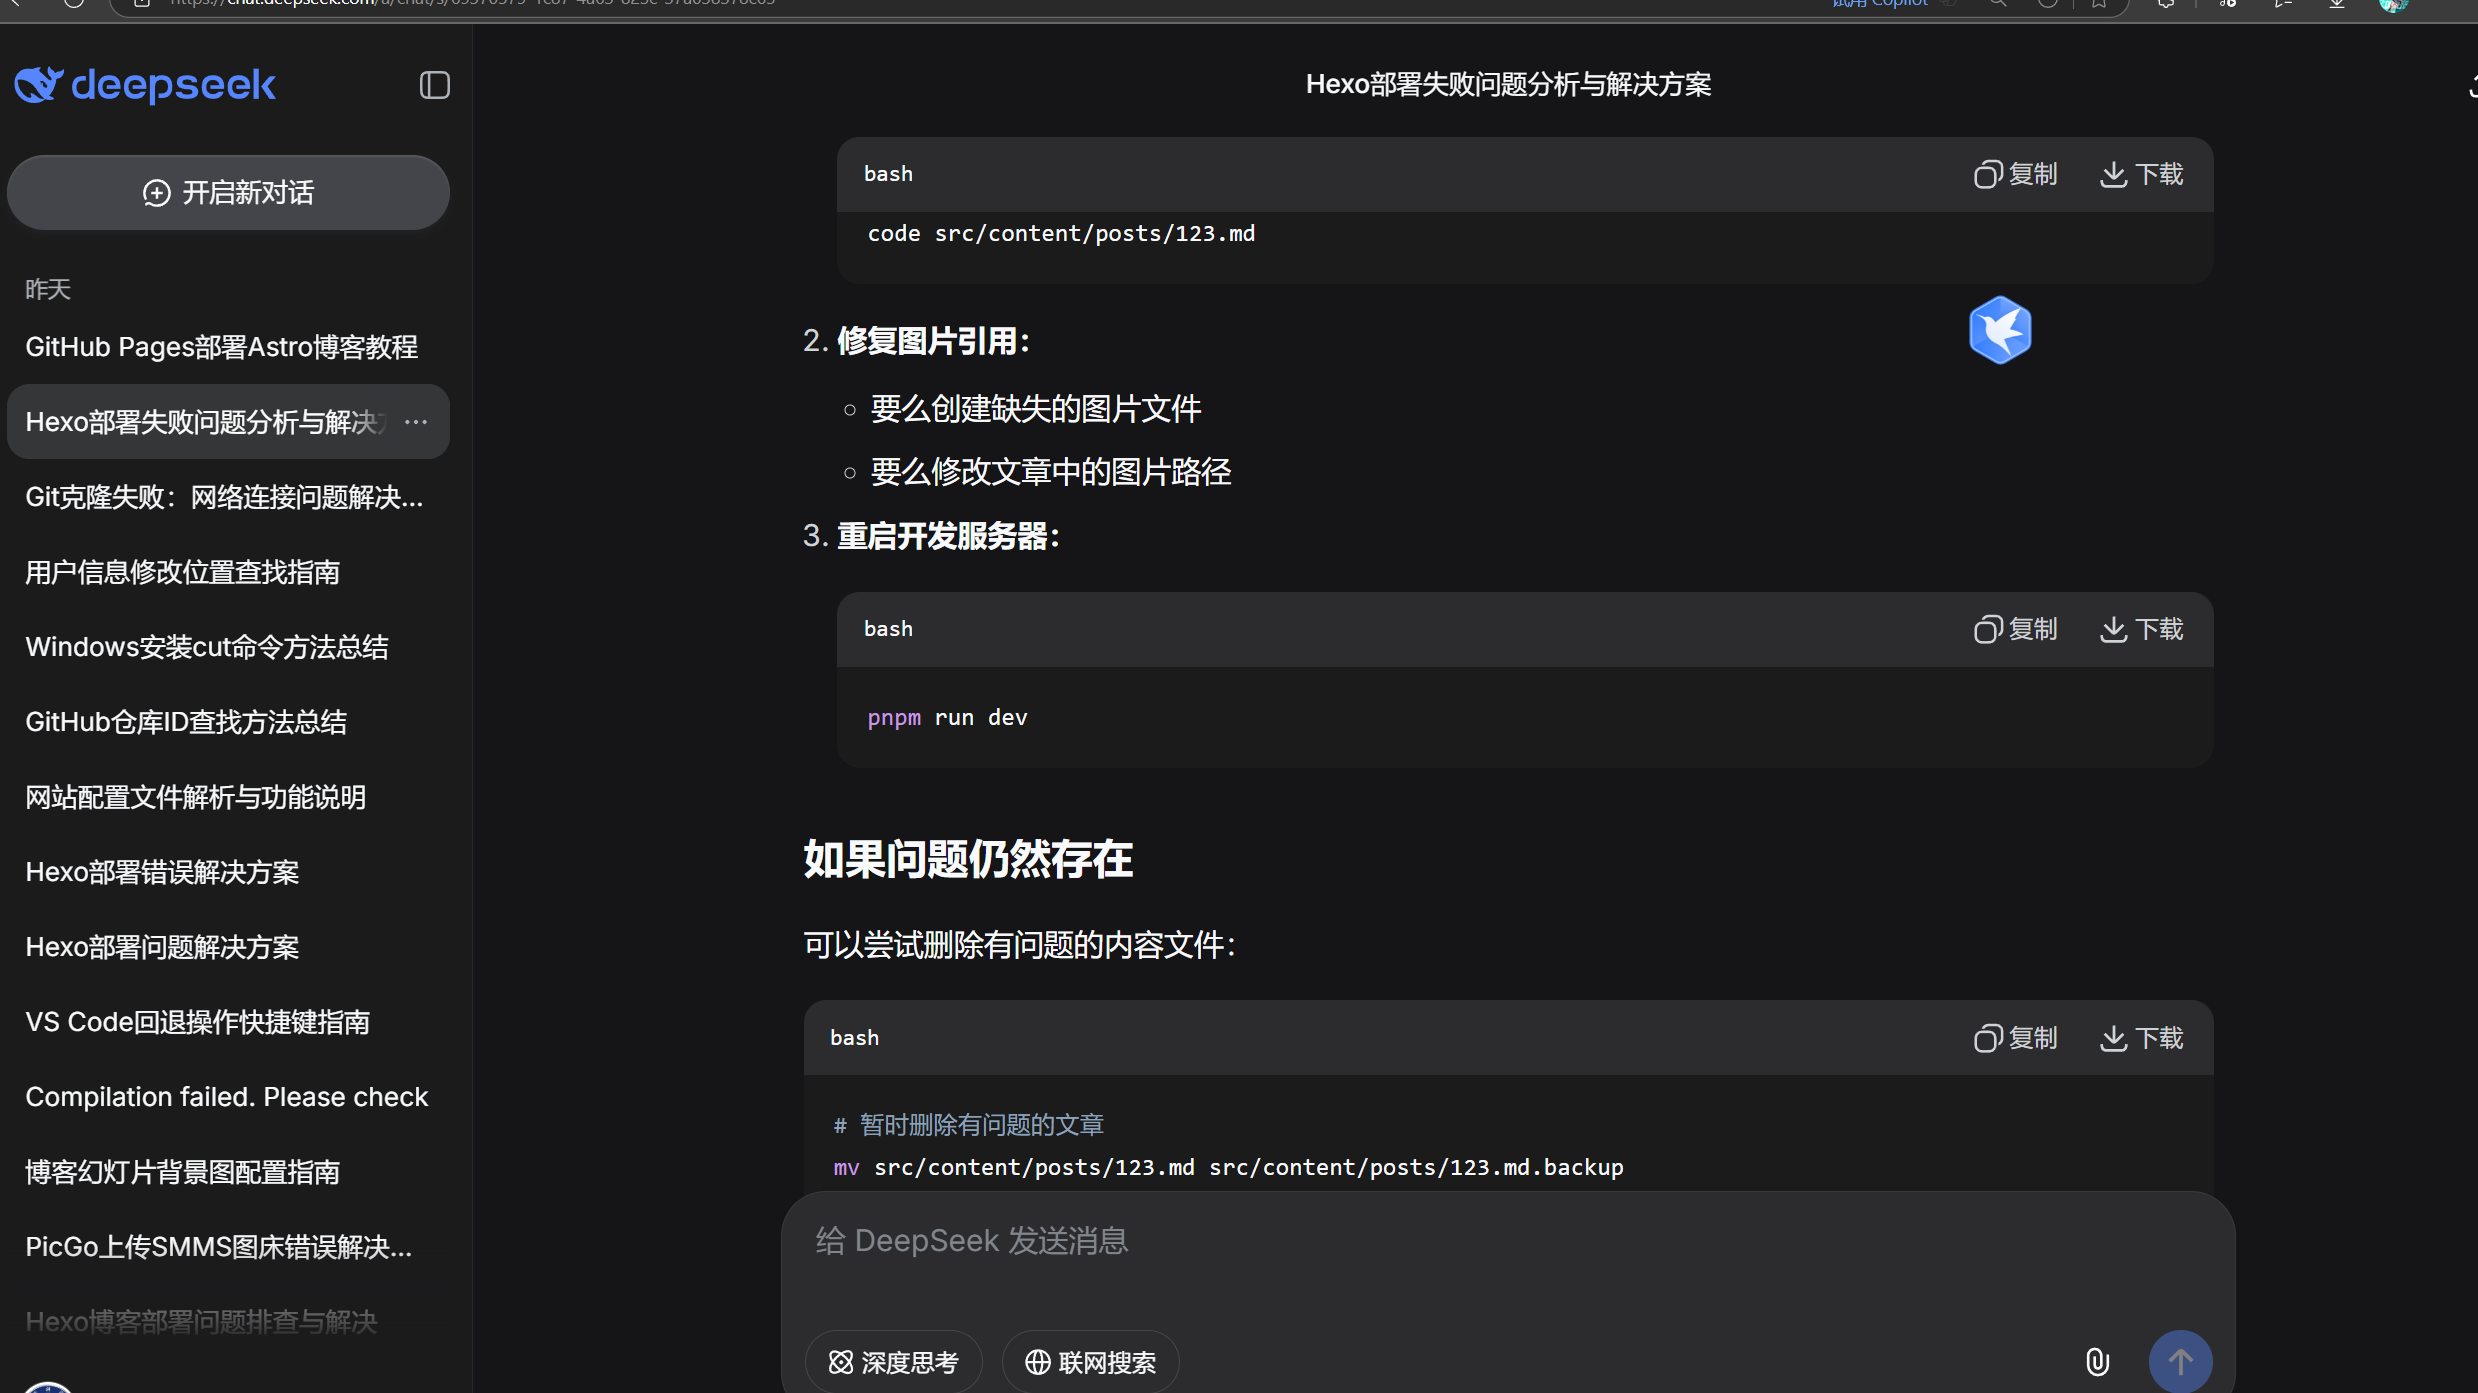 试用 Copilot
deepseek
开启新对话
昨天
GitHub Pages部署Astro博客教程
Hexo部署失败问题分析与解决
Git克隆失败：网络连接问题解决...
用户信息修改位置查找指南
Windows安装cut命令方法总结
GitHub仓库ID查找方法总结
网站配置文件解析与功能说明
Hexo部署错误解决方案
Hexo部署问题解决方案
VS Code回退操作快捷键指南
Compilation failed. Please check
博客幻灯片背景图配置指南
PicGo上传SMMS图床错误解决...
Hexo博客部署问题排查与解决
Hexo部署失败问题分析与解决方案
bash 复制 下载
code src/content/posts/123.md
2. 修复图片引用：
要么创建缺失的图片文件
要么修改文章中的图片路径
3. 重启开发服务器：
bash 复制 下载
pnpm run dev
如果问题仍然存在
可以尝试删除有问题的内容文件：
bash 复制 下载
# 暂时删除有问题的文章
mv src/content/posts/123.md src/content/posts/123.md.backup
给 DeepSeek 发送消息
深度思考 联网搜索